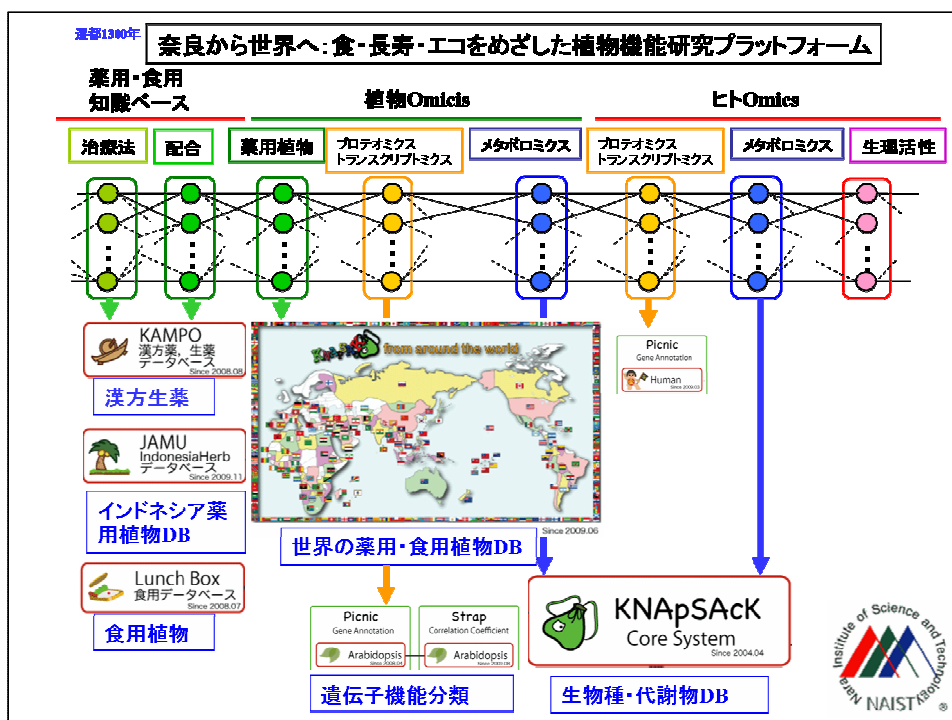 遷都1300年
奈良から世界へ：食・長寿・エコをめざした植物機能研究プラットフォーム
薬用・食用
知識ベース
植物Omicis
ヒトOmics
治療法
配合
薬用植物
プロテオミクス
トランスクリプトミクス
メタボロミクス
プロテオミクス
トランスクリプトミクス
メタボロミクス
生理活性
KAMPO
漢方薬，生薬
データベース
Since 2008.08
漢方生薬
JAMU
IndonesiaHerb
データベース
Since 2009.11
インドネシア薬
用植物DB
Lunch Box
食用データベース
Since 2008.07
食用植物
KNApSAcK from around the world
Since 2009.06
世界の薬用・食用植物DB
Picnic
Gene Annotation
Human
Since 2009.03
Picnic
Gene Annotation
Arabidopsis
Strap
Correlation Coefficient
Arabidopsis
遺伝子機能分類
KNApSAcK
Core System
Since 2004.04
生物種・代謝物DB
Nara Institute of Science and Technology
NAIST
®